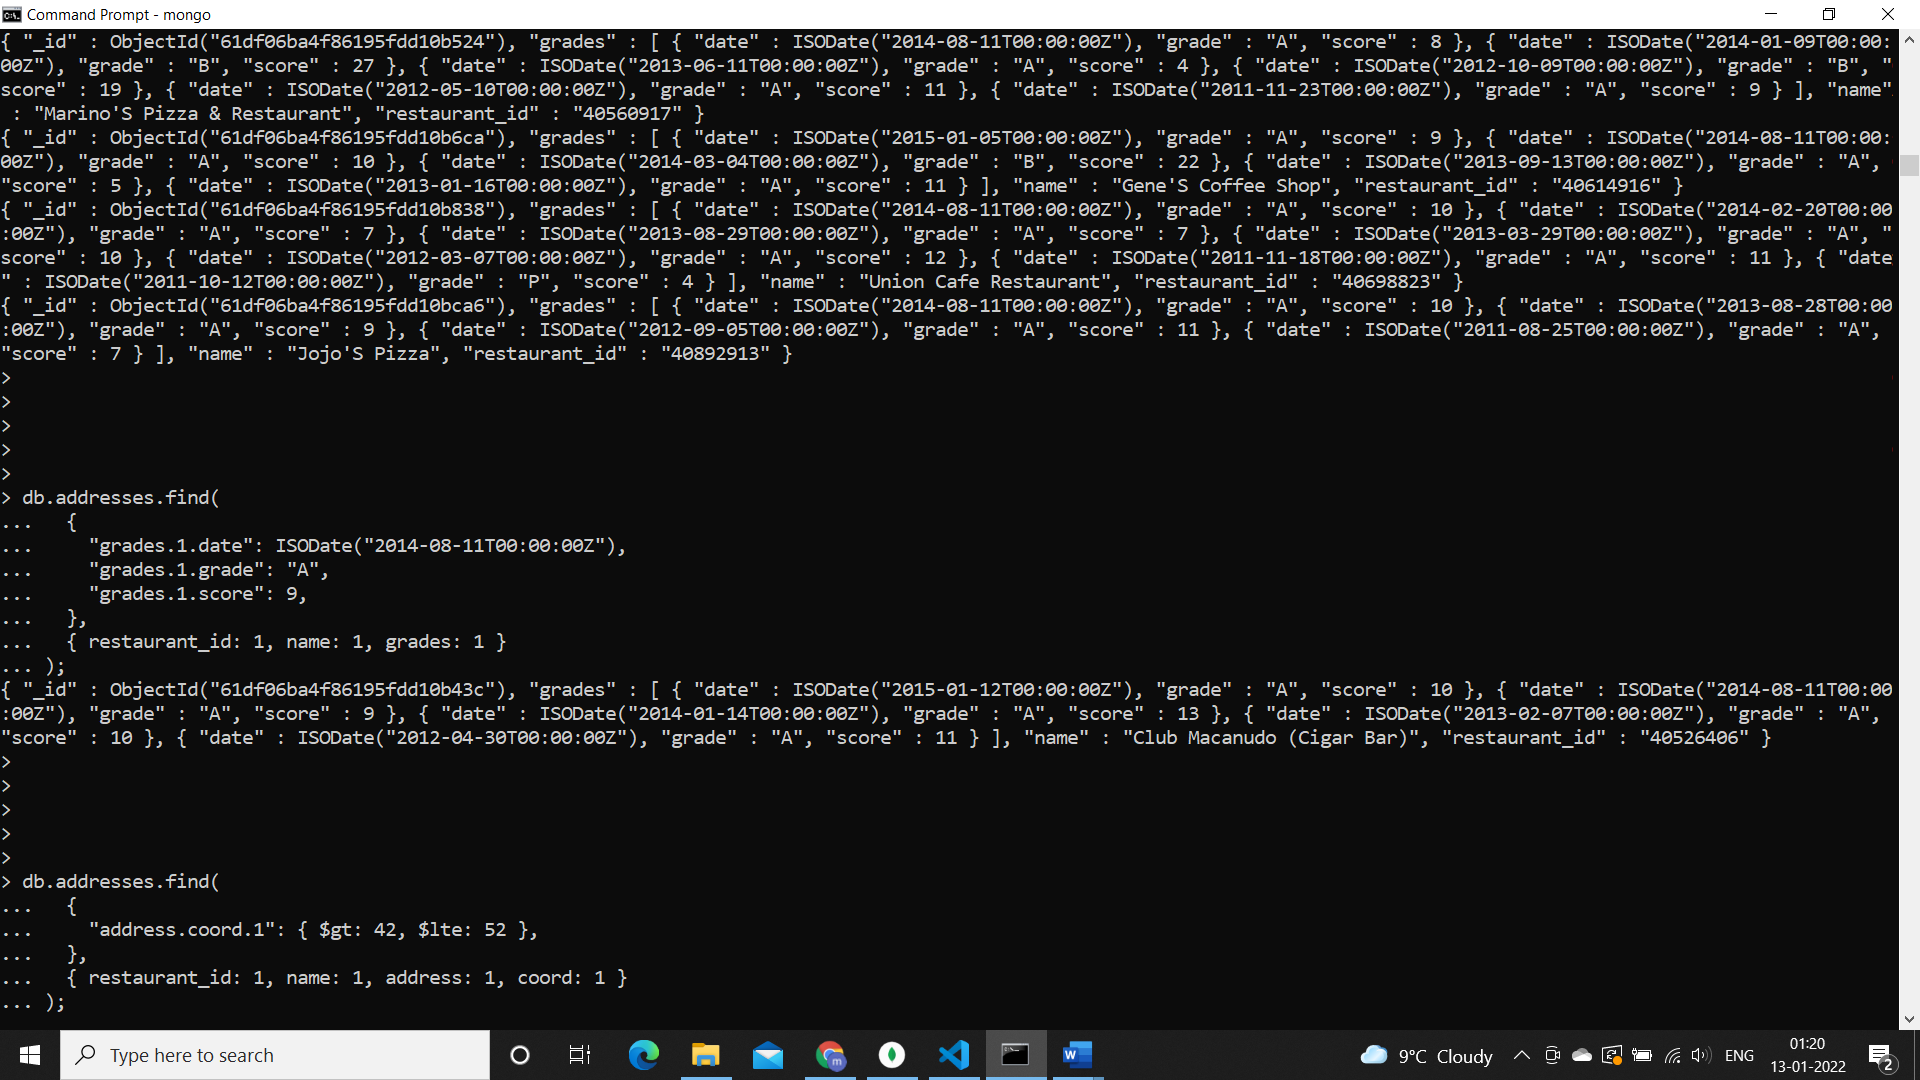 Command Prompt - mongo
{ "_id" : ObjectId("61df06ba4f86195fdd10b524"), "grades" : [ { "date" : ISODate("2014-08-11T00:00:00Z"), "grade" : "A", "score" : 8 }, { "date" : ISODate("2014-01-09T00:00:
00Z"), "grade" : "B", "score" : 27 }, { "date" : ISODate("2013-06-11T00:00:00Z"), "grade" : "A", "score" : 4 }, { "date" : ISODate("2012-10-09T00:00:00Z"), "grade" : "B", "
score" : 19 }, { "date" : ISODate("2012-05-10T00:00:00Z"), "grade" : "A", "score" : 11 }, { "date" : ISODate("2011-11-23T00:00:00Z"), "grade" : "A", "score" : 9 } ], "name"
 : "Marino'S Pizza & Restaurant", "restaurant_id" : "40560917" }
{ "_id" : ObjectId("61df06ba4f86195fdd10b6ca"), "grades" : [ { "date" : ISODate("2015-01-05T00:00:00Z"), "grade" : "A", "score" : 9 }, { "date" : ISODate("2014-08-11T00:00:
00Z"), "grade" : "A", "score" : 10 }, { "date" : ISODate("2014-03-04T00:00:00Z"), "grade" : "B", "score" : 22 }, { "date" : ISODate("2013-09-13T00:00:00Z"), "grade" : "A",
"score" : 5 }, { "date" : ISODate("2013-01-16T00:00:00Z"), "grade" : "A", "score" : 11 } ], "name" : "Gene'S Coffee Shop", "restaurant_id" : "40614916" }
{ "_id" : ObjectId("61df06ba4f86195fdd10b838"), "grades" : [ { "date" : ISODate("2014-08-11T00:00:00Z"), "grade" : "A", "score" : 10 }, { "date" : ISODate("2014-02-20T00:00
:00Z"), "grade" : "A", "score" : 7 }, { "date" : ISODate("2013-08-29T00:00:00Z"), "grade" : "A", "score" : 7 }, { "date" : ISODate("2013-03-29T00:00:00Z"), "grade" : "A", "
score" : 10 }, { "date" : ISODate("2012-03-07T00:00:00Z"), "grade" : "A", "score" : 12 }, { "date" : ISODate("2011-11-18T00:00:00Z"), "grade" : "A", "score" : 11 }, { "date
" : ISODate("2011-10-12T00:00:00Z"), "grade" : "P", "score" : 4 } ], "name" : "Union Cafe Restaurant", "restaurant_id" : "40698823" }
{ "_id" : ObjectId("61df06ba4f86195fdd10bca6"), "grades" : [ { "date" : ISODate("2014-08-11T00:00:00Z"), "grade" : "A", "score" : 10 }, { "date" : ISODate("2013-08-28T00:00
:00Z"), "grade" : "A", "score" : 9 }, { "date" : ISODate("2012-09-05T00:00:00Z"), "grade" : "A", "score" : 11 }, { "date" : ISODate("2011-08-25T00:00:00Z"), "grade" : "A",
"score" : 7 } ], "name" : "Jojo'S Pizza", "restaurant_id" : "40892913" }
>
>
>
>
>
> db.addresses.find(
...   {
...     "grades.1.date": ISODate("2014-08-11T00:00:00Z"),
...     "grades.1.grade": "A",
...     "grades.1.score": 9,
...   },
...   { restaurant_id: 1, name: 1, grades: 1 }
... );
{ "_id" : ObjectId("61df06ba4f86195fdd10b43c"), "grades" : [ { "date" : ISODate("2015-01-12T00:00:00Z"), "grade" : "A", "score" : 10 }, { "date" : ISODate("2014-08-11T00:00
:00Z"), "grade" : "A", "score" : 9 }, { "date" : ISODate("2014-01-14T00:00:00Z"), "grade" : "A", "score" : 13 }, { "date" : ISODate("2013-02-07T00:00:00Z"), "grade" : "A",
"score" : 10 }, { "date" : ISODate("2012-04-30T00:00:00Z"), "grade" : "A", "score" : 11 } ], "name" : "Club Macanudo (Cigar Bar)", "restaurant_id" : "40526406" }
>
>
>
>
>
> db.addresses.find(
...   {
...     "address.coord.1": { $gt: 42, $lte: 52 },
...   },
...   { restaurant_id: 1, name: 1, address: 1, coord: 1 }
... );
Type here to search
9°C Cloudy
ENG
01:20
13-01-2022
2